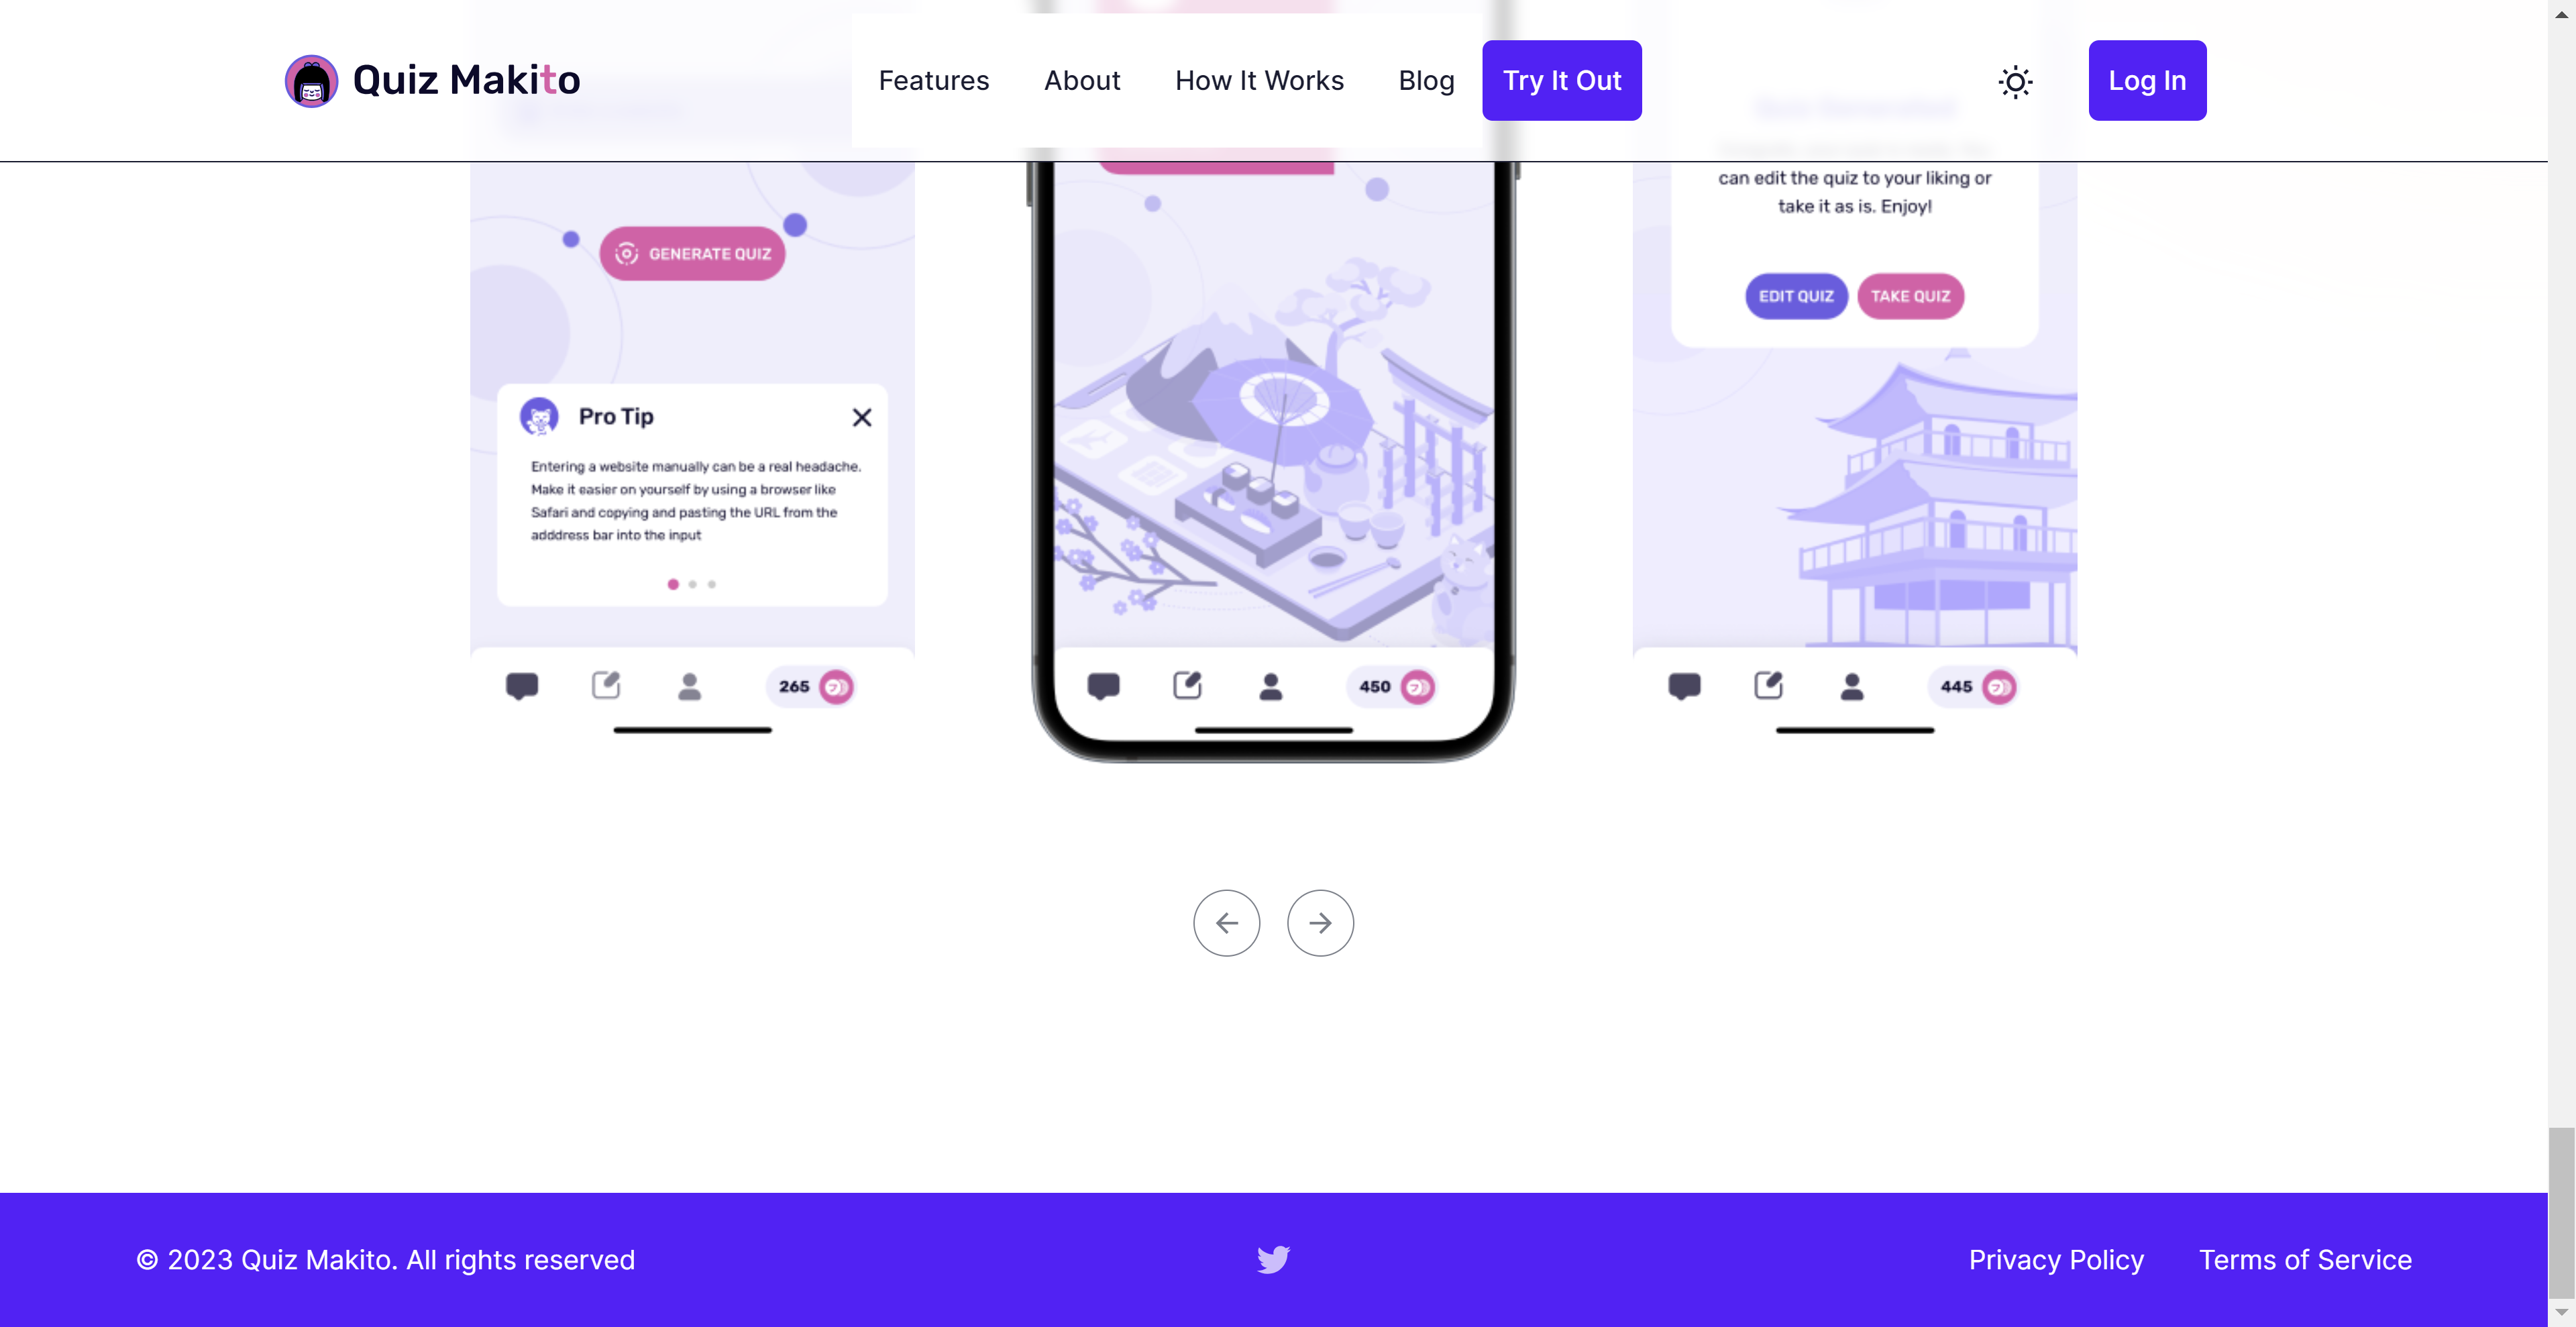 Quiz Makito
Features
About
How It Works
Blog
Try It Out
Log In
GENERATE QUIZ
Pro Tip
Entering a website manually can be a real headache.
Make it easier on yourself by using a browser like
Safari and copying and pasting the URL from the
adddress bar into the input
265
450
can edit the quiz to your liking or
take it as is. Enjoy!
EDIT QUIZ
TAKE QUIZ
445
© 2023 Quiz Makito. All rights reserved
Privacy Policy
Terms of Service